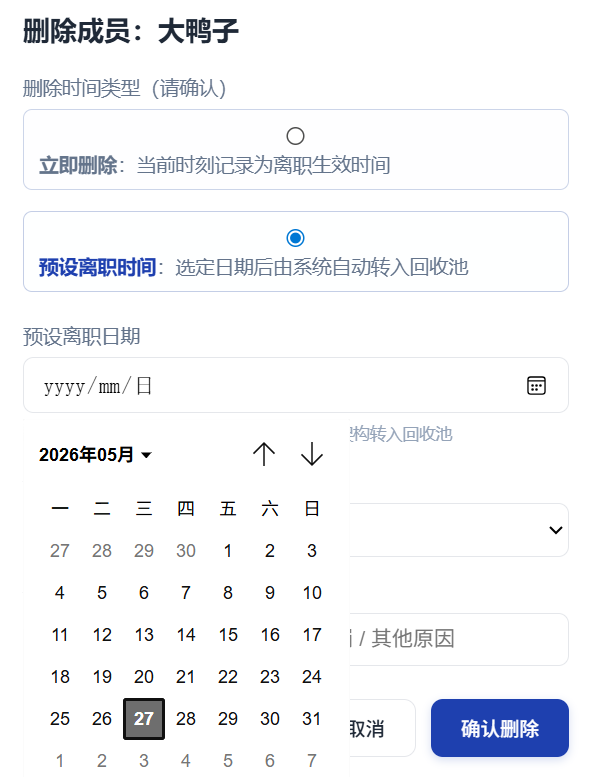 删除成员：大鸭子
删除时间类型（请确认）
立即删除：当前时刻记录为离职生效时间
预设离职时间：选定日期后由系统自动转入回收池
预设离职日期
yyyy/mm/日
构转入回收池
2026年05月
一 二 三 四 五 六 日
27 28 29 30 1 2 3
4 5 6 7 8 9 10
11 12 13 14 15 16 17
18 19 20 21 22 23 24
25 26 27 28 29 30 31
1 2 3 4 5 6 7
/ 其他原因
取消
确认删除